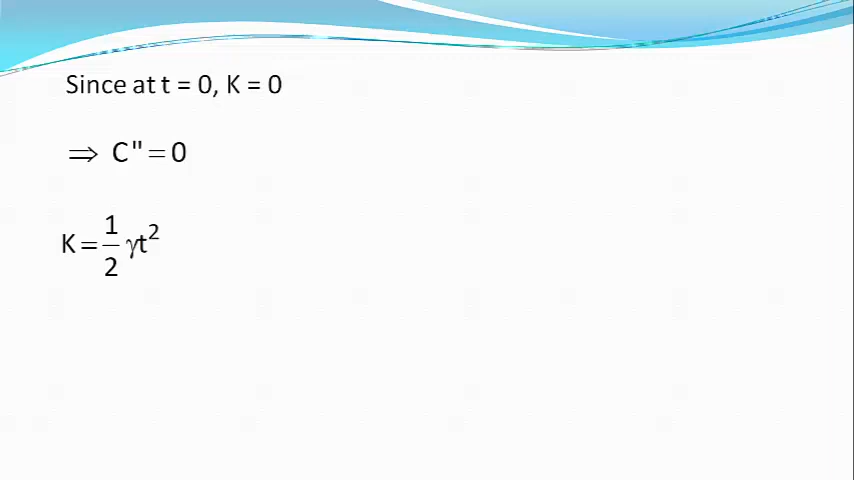 Since at t = 0, K = 0
⇒ C" = 0
K = 1/2 γt²